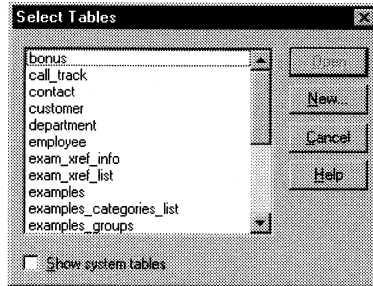 Select Tables
bonus
call_track
contact
customer
department
employee
exam_xref_info
exam_xref_list
examples
examples_categories_list
examples_groups
Open
New...
Cancel
Help
Show system tables